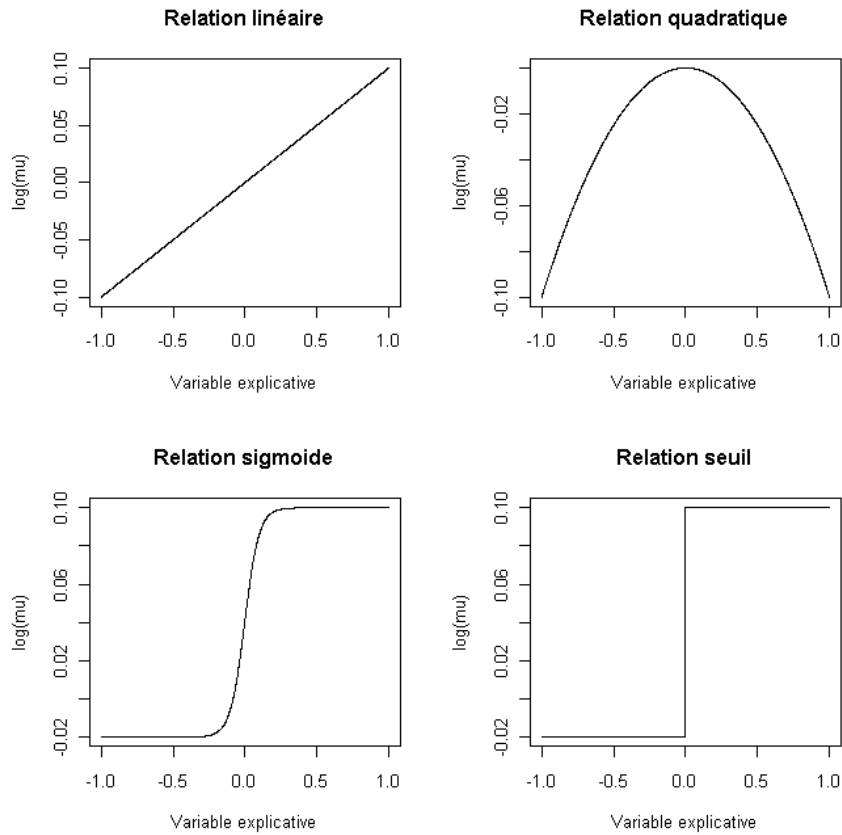 Relation linéaire
log(mu)
-0.10 -0.05 0.00 0.05 0.10
-1.0 -0.5 0.0 0.5 1.0
Variable explicative
Relation quadratique
log(mu)
-0.10 -0.06 -0.02
-1.0 -0.5 0.0 0.5 1.0
Variable explicative
Relation sigmoide
log(mu)
-0.02 0.02 0.06 0.10
-1.0 -0.5 0.0 0.5 1.0
Variable explicative
Relation seuil
log(mu)
-0.02 0.02 0.06 0.10
-1.0 -0.5 0.0 0.5 1.0
Variable explicative